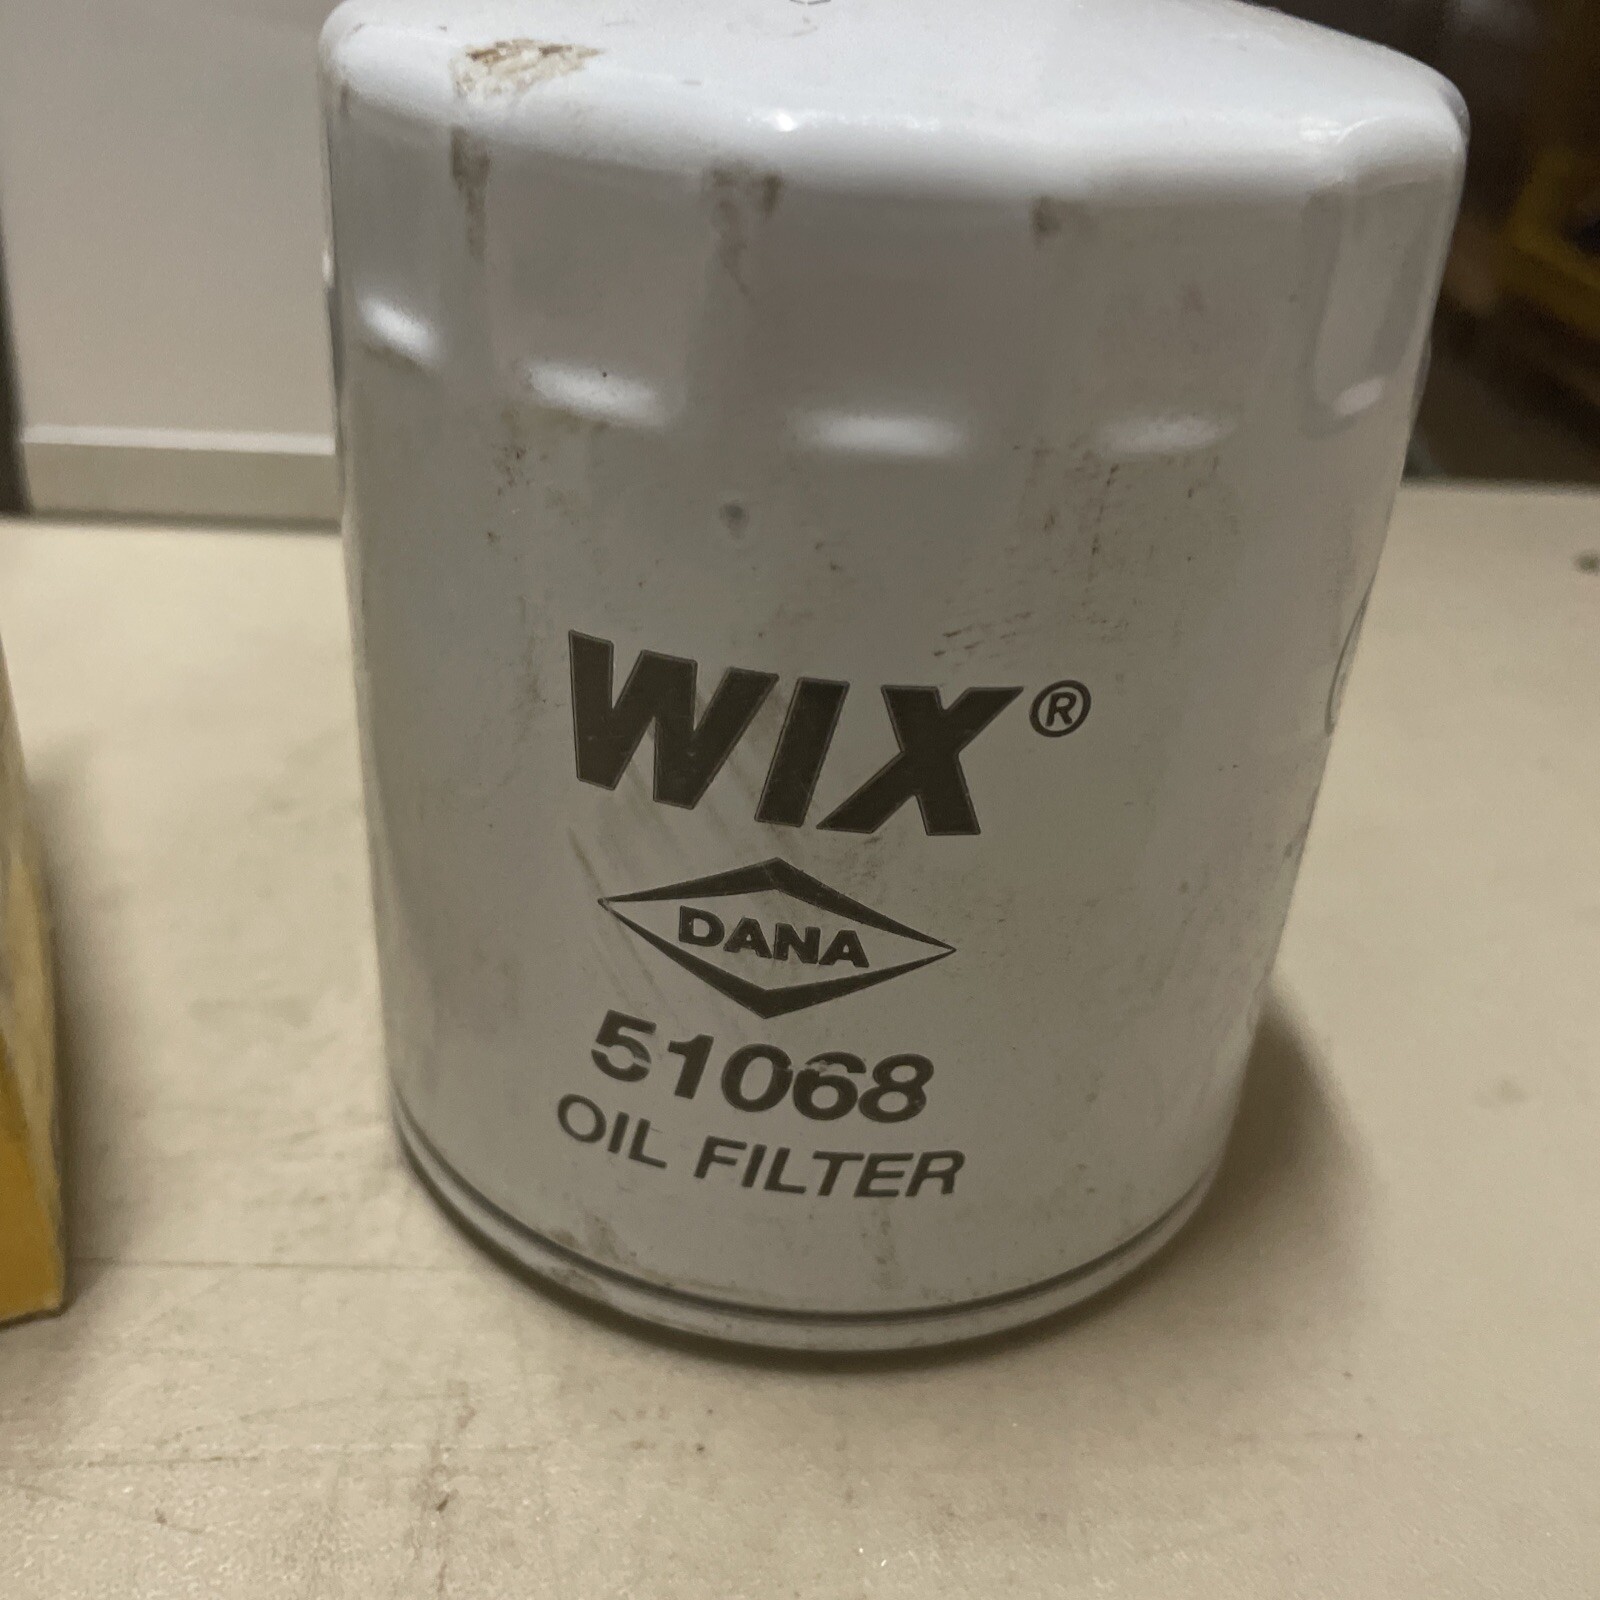 WIX®
DANA
51068
OIL FILTER